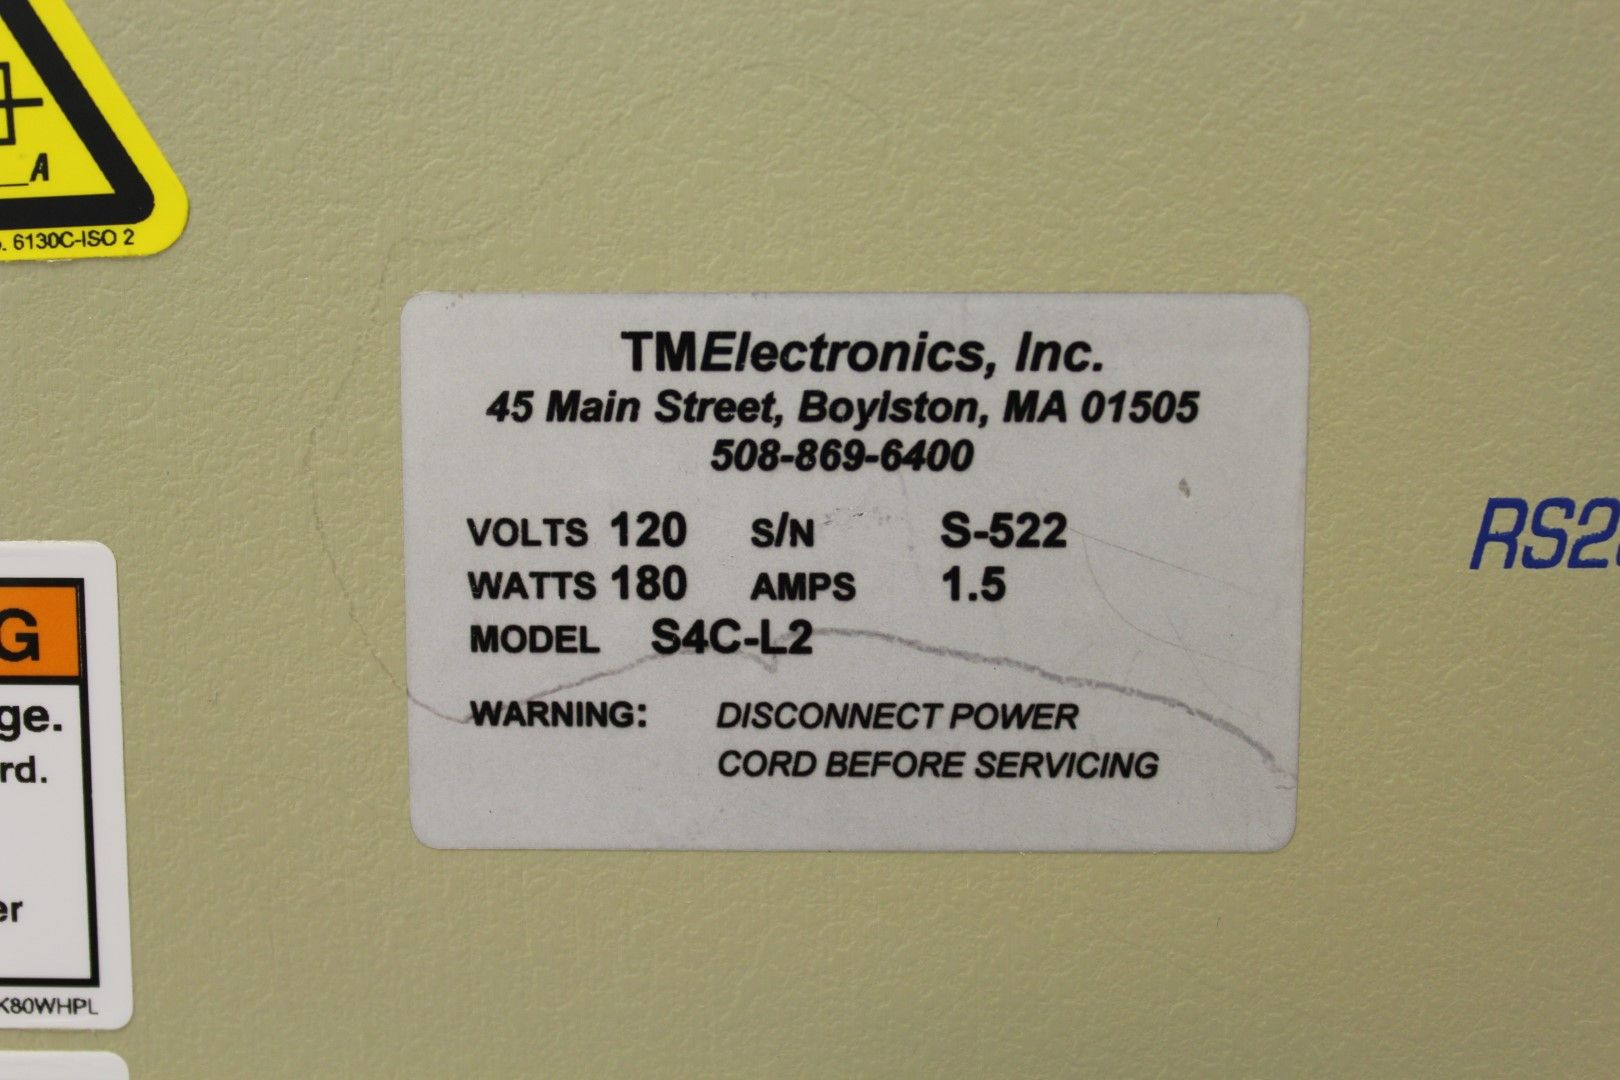 A
. 6130C-ISO 2
TMElectronics, Inc.
45 Main Street, Boylston, MA 01505
508-869-6400
VOLTS 120 S/N S-522
WATTS 180 AMPS 1.5
MODEL S4C-L2
WARNING: DISCONNECT POWER
CORD BEFORE SERVICING
G
ge.
rd.
er
K80WHPL
RS2